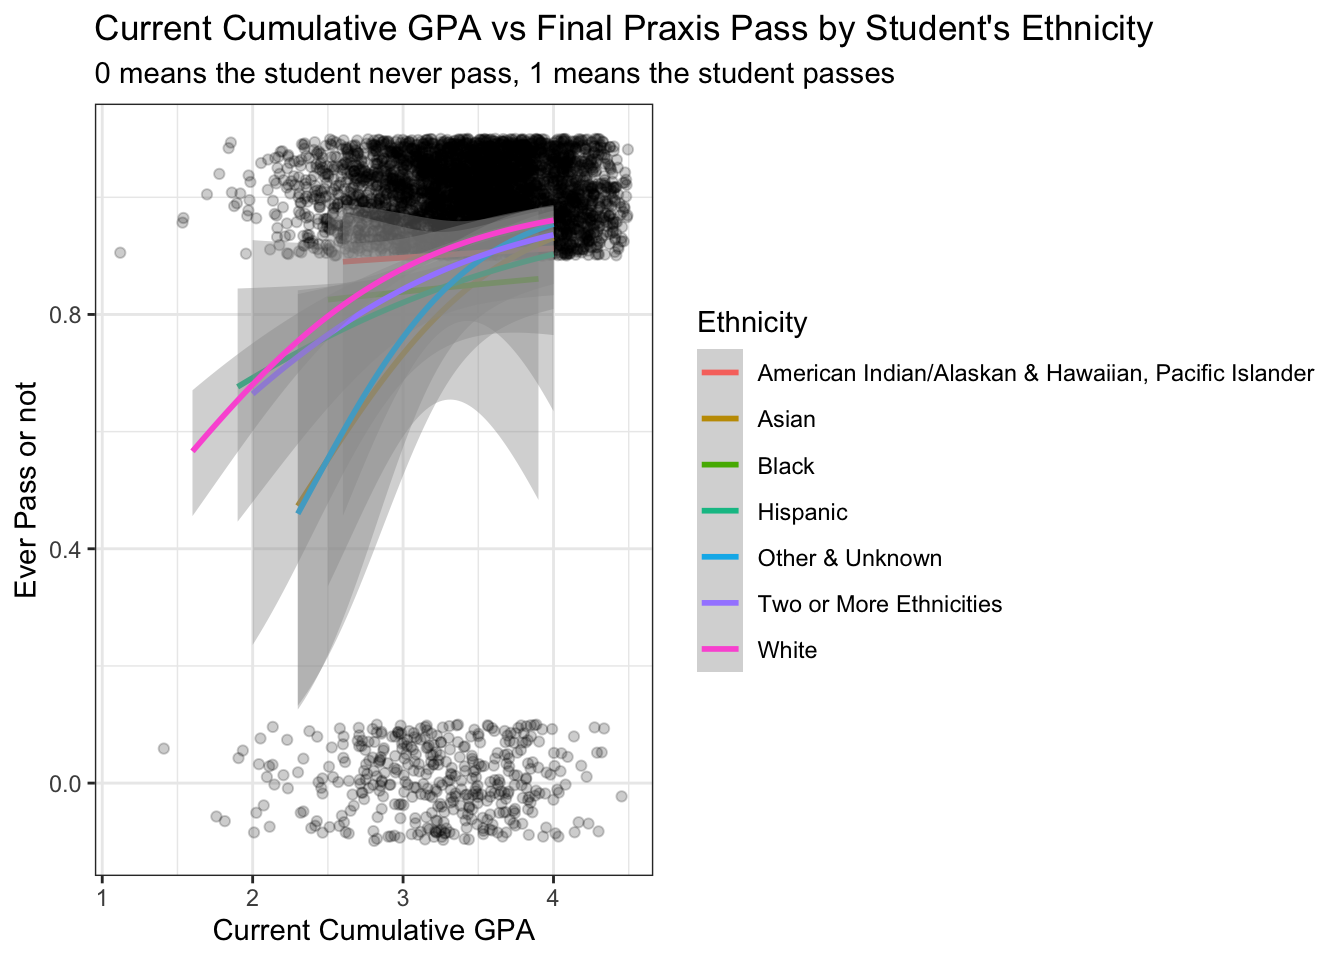 Current Cumulative GPA vs Final Praxis Pass by Student's Ethnicity
0 means the student never pass, 1 means the student passes
Ever Pass or not
0.8
0.4
0.0
1 2 3 4
Current Cumulative GPA
Ethnicity
American Indian/Alaskan & Hawaiian, Pacific Islander
Asian
Black
Hispanic
Other & Unknown
Two or More Ethnicities
White